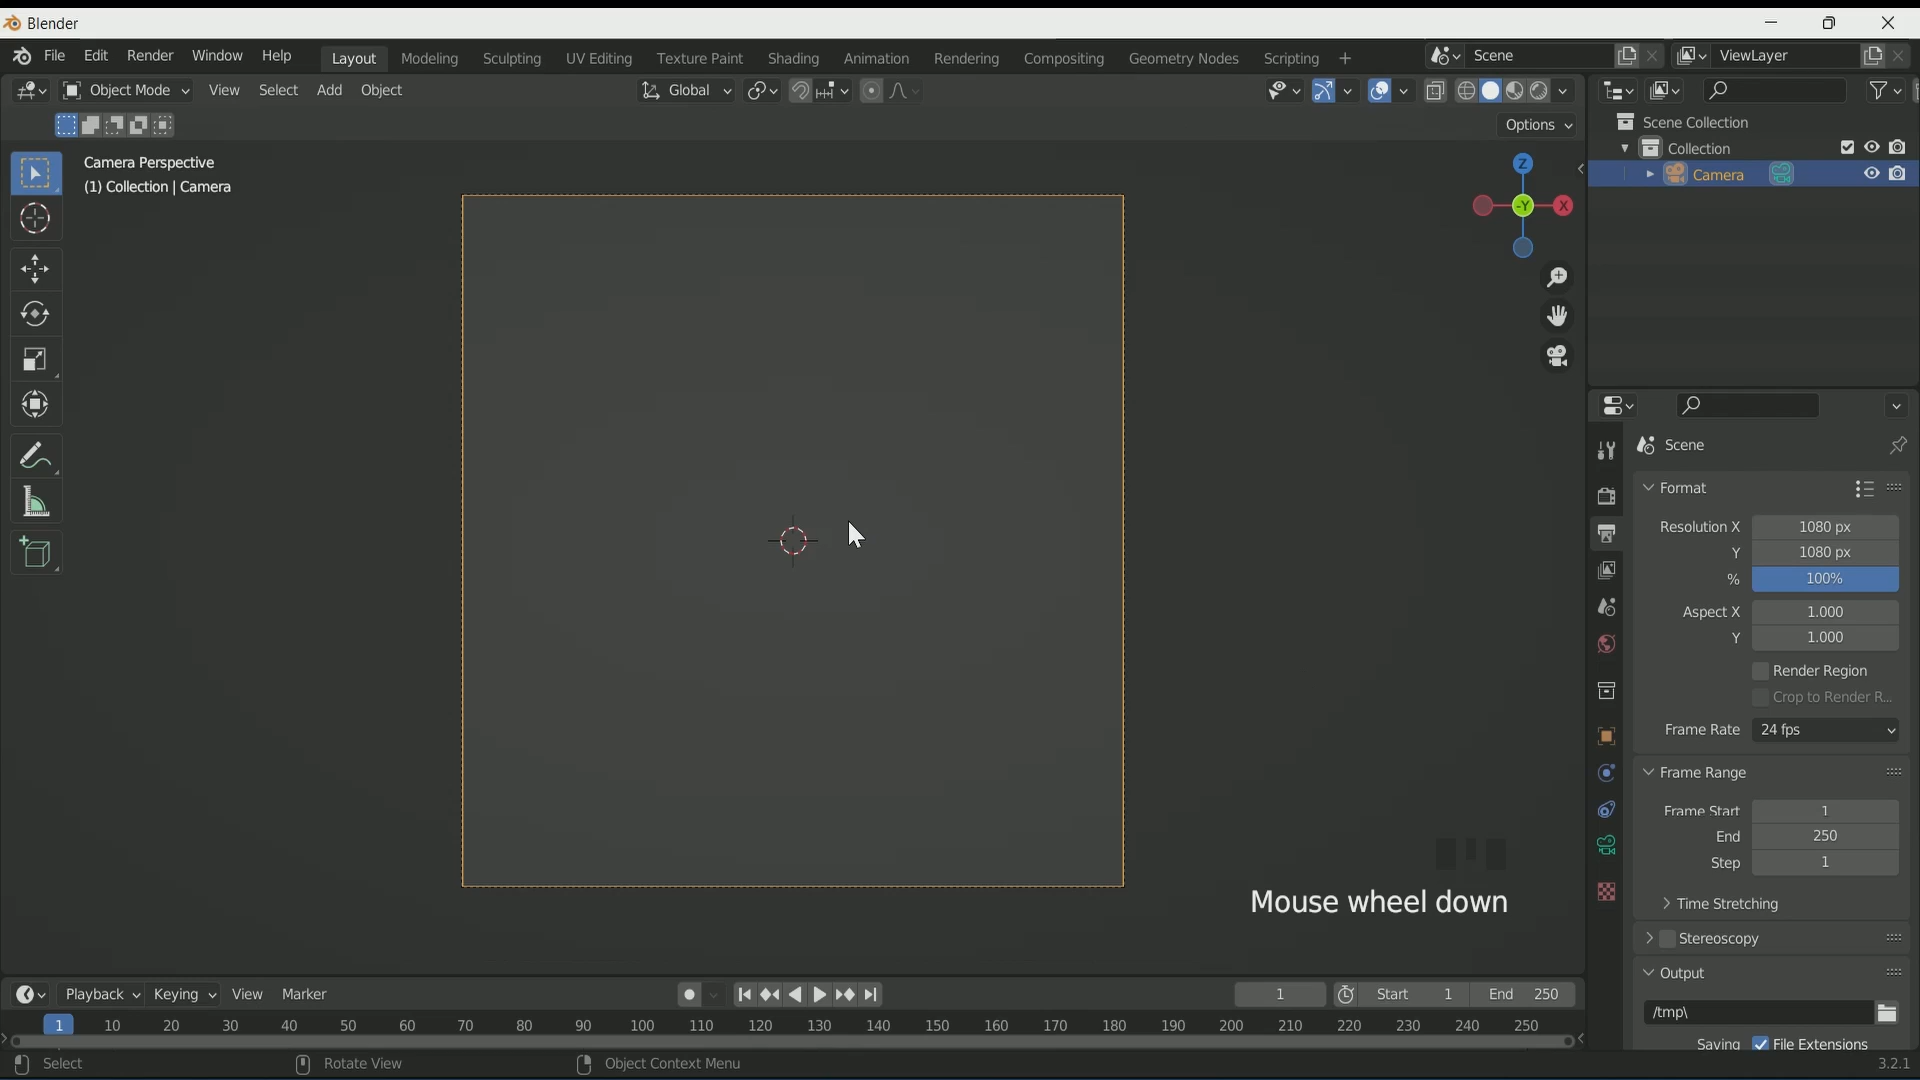 Blender
File Edit Render Window Help Layout Modeling Sculpting UV Editing Texture Paint Shading Animation Rendering Compositing Geometry Nodes Scripting + Scene ViewLayer
Object Mode View Select Add Object Global
Options
Camera Perspective
(1) Collection | Camera
Z
-Y X
Scene Collection
Collection
Camera
Scene
Format
Resolution X 1080 px
Y 1080 px
% 100%
Aspect X 1.000
Y 1.000
Render Region
Crop to Render R...
Frame Rate 24 fps
Frame Range
Frame Start 1
End 250
Step 1
Time Stretching
Stereoscopy
Output
/tmp\
Saving File Extensions
Mouse wheel down
Playback Keying View Marker 1 Start 1 End 250
1 10 20 30 40 50 60 70 80 90 100 110 120 130 140 150 160 170 180 190 200 210 220 230 240 250
Select Rotate View Object Context Menu 3.2.1